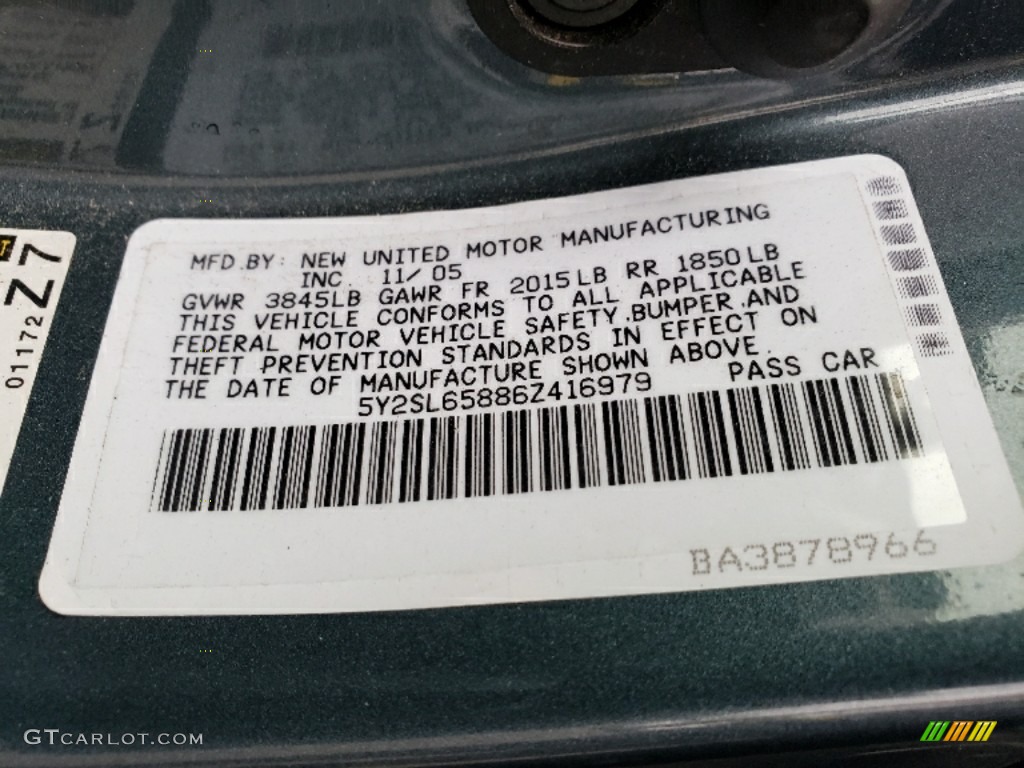 MFD.BY: NEW UNITED MOTOR MANUFACTURING
INC. 11/05
GVWR 3845LB GAWR FR 2015LB RR 1850LB
THIS VEHICLE CONFORMS TO ALL APPLICABLE
FEDERAL MOTOR VEHICLE SAFETY.BUMPER.AND
THEFT PREVENTION STANDARDS IN EFFECT ON
THE DATE OF MANUFACTURE SHOWN ABOVE.
5Y2SL65886Z416979 PASS CAR
BA3878966
01172 Z7
GTCARLOT.COM